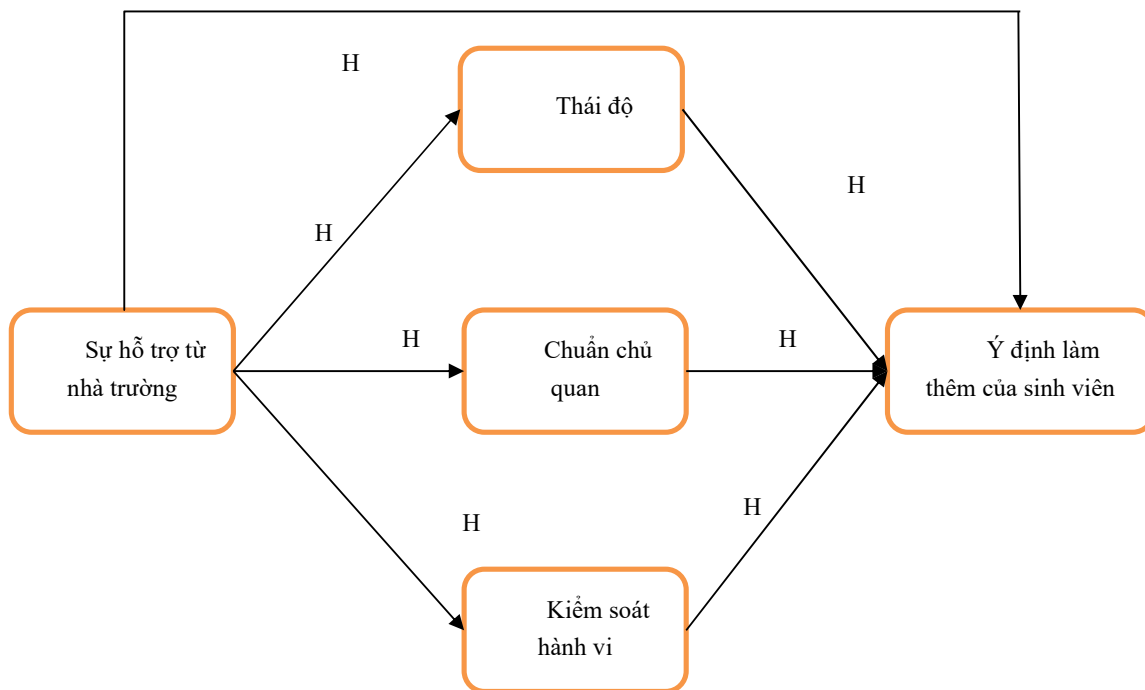 H
Thái độ
H
H
Sự hỗ trợ từ
nhà trường
H
Chuẩn chủ
quan
H
Ý định làm
thêm của sinh viên
H
H
Kiểm soát
hành vi